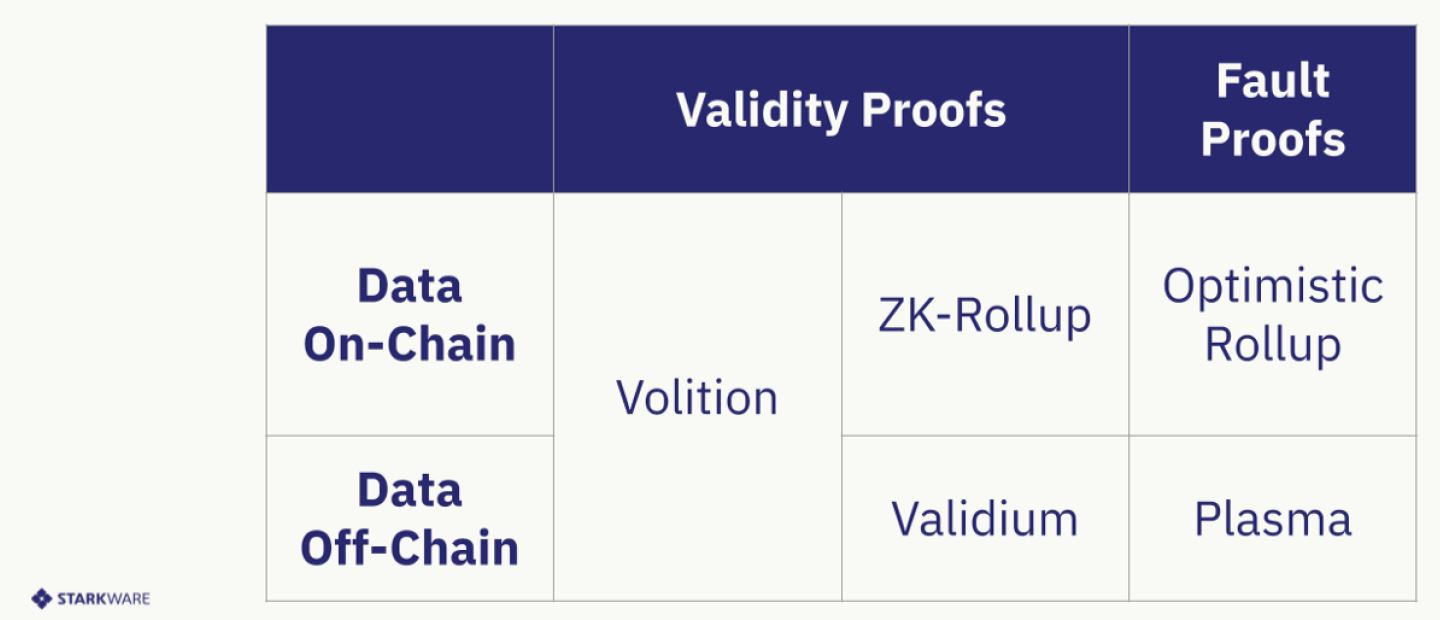 Validity Proofs
Fault
Proofs
Data
On-Chain
Volition
ZK-Rollup
Optimistic
Rollup
Data
Off-Chain
Validium
Plasma
STARKWARE